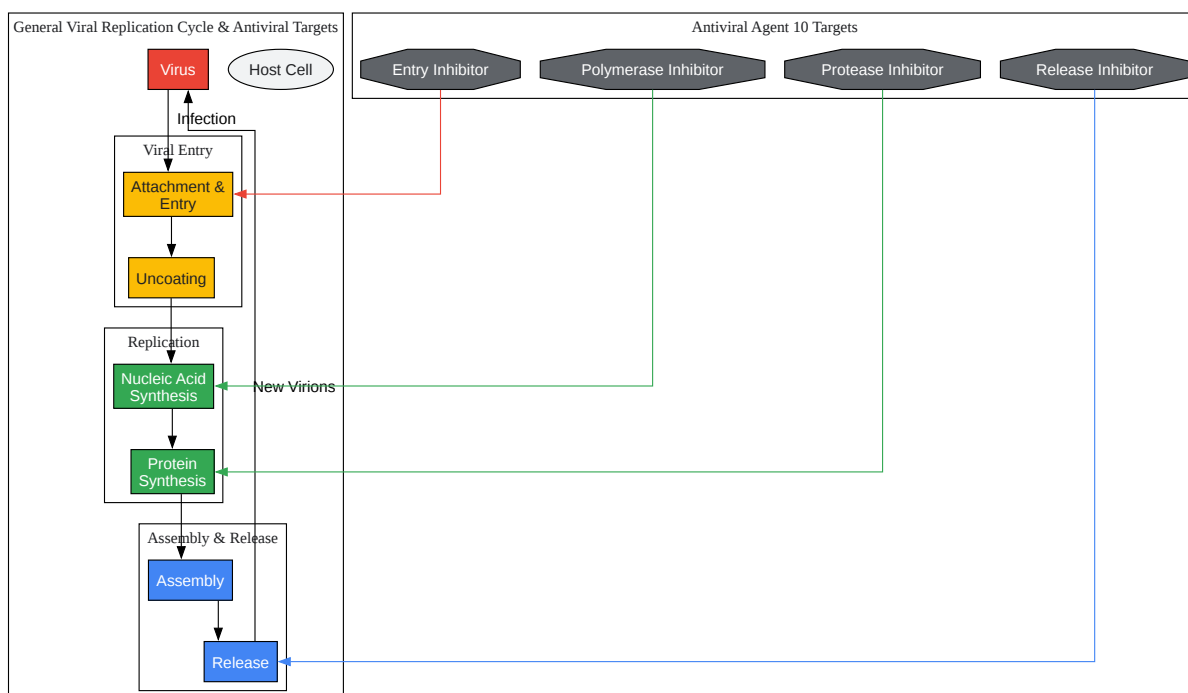 General Viral Replication Cycle & Antiviral Targets
Antiviral Agent 10 Targets
Virus
Host Cell
Entry Inhibitor
Polymerase Inhibitor
Protease Inhibitor
Release Inhibitor
Infection
Viral Entry
Attachment &
Entry
Uncoating
Replication
Nucleic Acid
Synthesis
New Virions
Protein
Synthesis
Assembly & Release
Assembly
Release